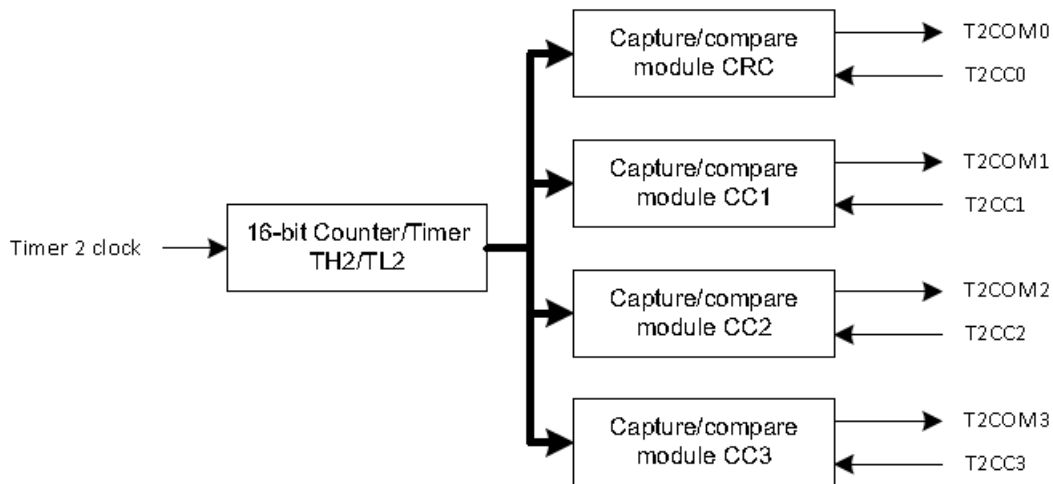 Capture/compare
module CRC
T2COM0
T2CC0
Capture/compare
module CC1
T2COM1
T2CC1
Timer 2 clock
16-bit Counter/Timer
TH2/TL2
Capture/compare
module CC2
T2COM2
T2CC2
Capture/compare
module CC3
T2COM3
T2CC3